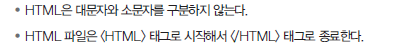 • HTML은 대문자와 소문자를 구분하지 않는다.
• HTML 파일은 <HTML> 태그로 시작해서 </HTML> 태그로 종료한다.